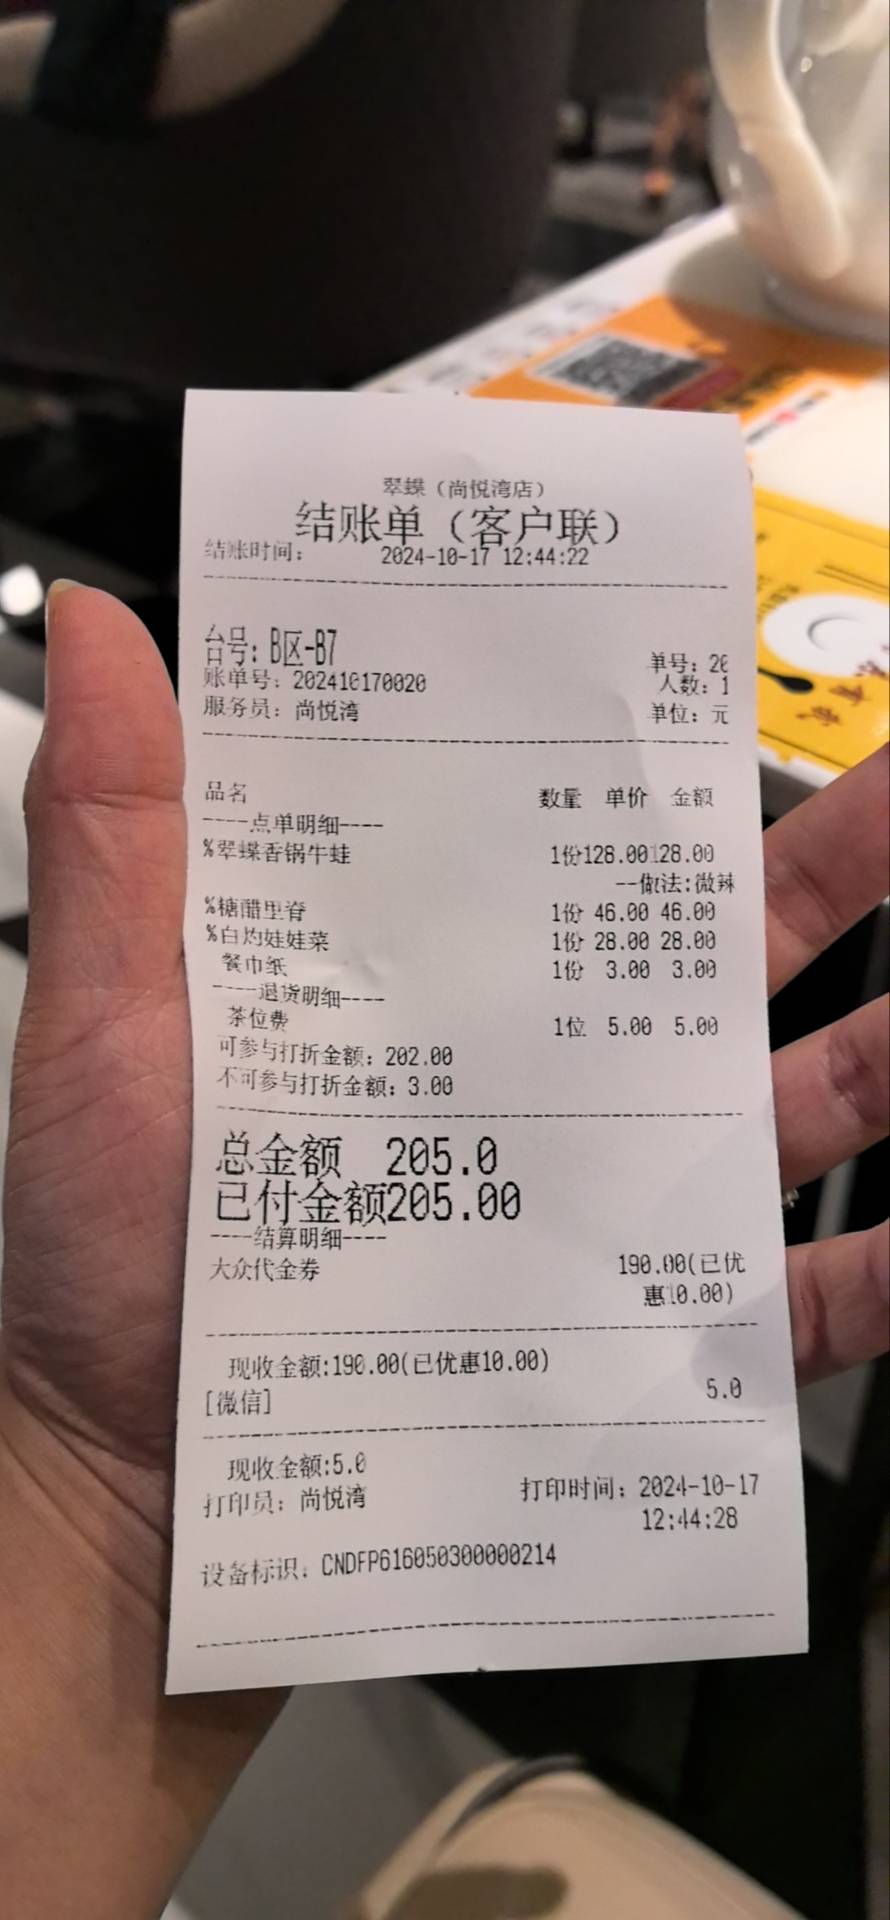 翠蝶（尚悦湾店）
结账单（客户联）
结账时间： 2024-10-17 12:44:22
台号：B区-B7
单号：26
账单号：202410170020
人数：1
服务员：尚悦湾
单位：元
品名 数量 单价 金额
----点单明细----
%翠蝶香锅牛蛙 1份128.00128.00
--做法:微辣
%糖醋里脊 1份 46.00 46.00
%白灼娃娃菜 1份 28.00 28.00
餐巾纸 1份 3.00 3.00
----退货明细----
茶位费 1位 5.00 5.00
可参与打折金额：202.00
不可参与打折金额：3.00
总金额 205.0
已付金额205.00
----结算明细----
大众代金券 190.00(已优
惠10.00)
现收金额:190.00(已优惠10.00)
[微信] 5.0
现收金额:5.0
打印员：尚悦湾 打印时间：2024-10-17
12:44:28
设备标识：CNDFP616050300000214